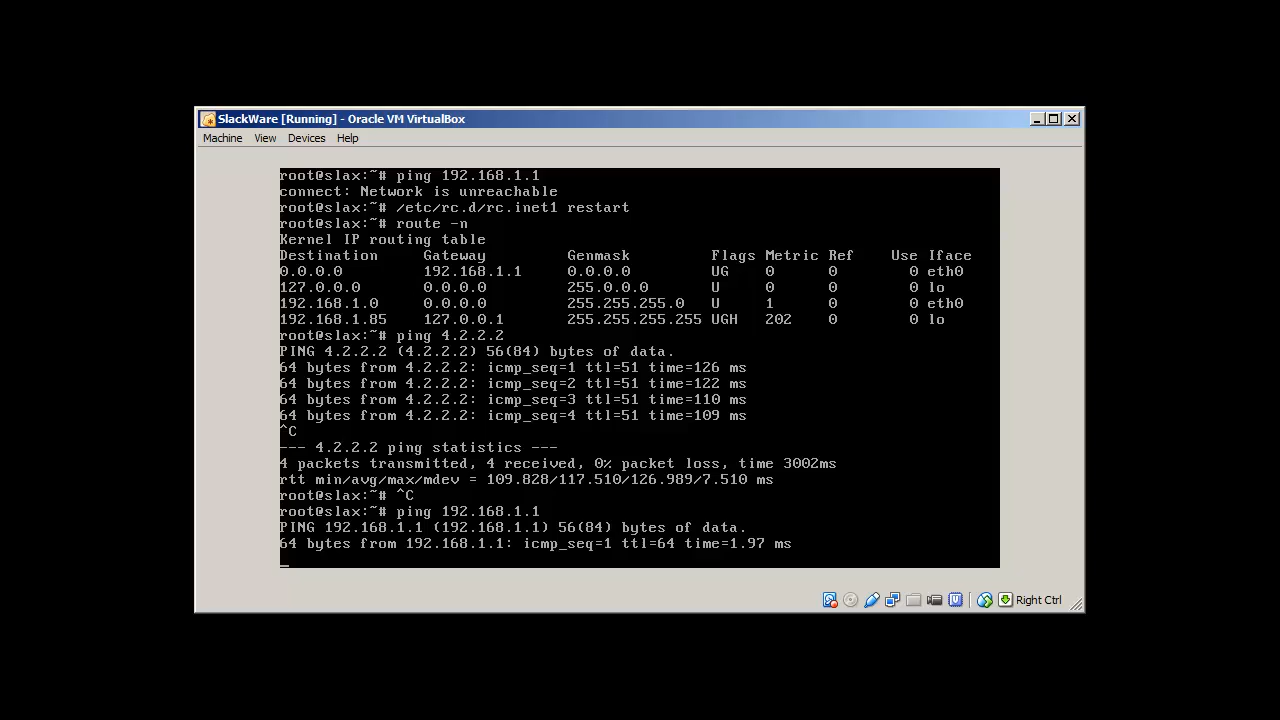 SlackWare [Running] - Oracle VM VirtualBox
Machine View Devices Help
root@slax:~# ping 192.168.1.1
connect: Network is unreachable
root@slax:~# /etc/rc.d/rc.inet1 restart
root@slax:~# route -n
Kernel IP routing table
Destination Gateway Genmask Flags Metric Ref Use Iface
0.0.0.0 192.168.1.1 0.0.0.0 UG 0 0 0 eth0
127.0.0.0 0.0.0.0 255.0.0.0 U 0 0 0 lo
192.168.1.0 0.0.0.0 255.255.255.0 U 1 0 0 eth0
192.168.1.85 127.0.0.1 255.255.255.255 UGH 202 0 0 lo
root@slax:~# ping 4.2.2.2
PING 4.2.2.2 (4.2.2.2) 56(84) bytes of data.
64 bytes from 4.2.2.2: icmp_seq=1 ttl=51 time=126 ms
64 bytes from 4.2.2.2: icmp_seq=2 ttl=51 time=122 ms
64 bytes from 4.2.2.2: icmp_seq=3 ttl=51 time=110 ms
64 bytes from 4.2.2.2: icmp_seq=4 ttl=51 time=109 ms
^C
--- 4.2.2.2 ping statistics ---
4 packets transmitted, 4 received, 0% packet loss, time 3002ms
rtt min/avg/max/mdev = 109.828/117.510/126.989/7.510 ms
root@slax:~# ^C
root@slax:~# ping 192.168.1.1
PING 192.168.1.1 (192.168.1.1) 56(84) bytes of data.
64 bytes from 192.168.1.1: icmp_seq=1 ttl=64 time=1.97 ms
Right Ctrl